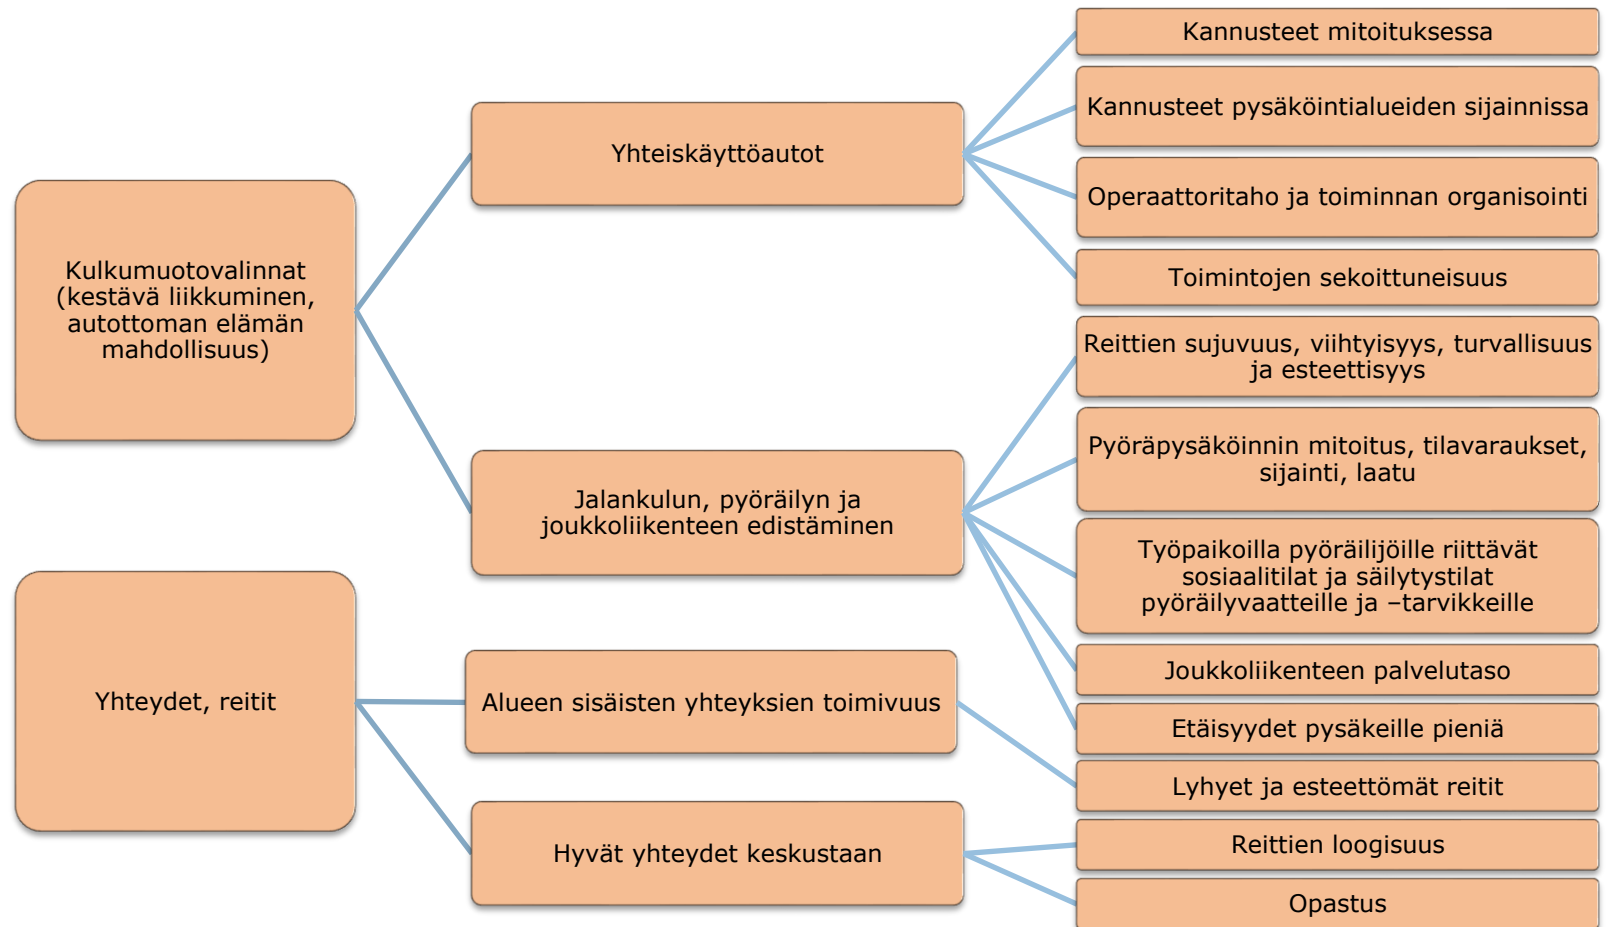 Kulkumuotovalinnat
(kestävä liikkuminen,
autottoman elämän
mahdollisuus)
Yhteiskäyttöautot
Kannusteet mitoituksessa
Kannusteet pysäköintialueiden sijainnissa
Operaattoritaho ja toiminnan organisointi
Toimintojen sekoittuneisuus
Jalankulun, pyöräilyn ja
joukkoliikenteen edistäminen
Reittien sujuvuus, viihtyisyys, turvallisuus
ja esteettisyys
Pyöräpysäköinnin mitoitus, tilavaraukset,
sijainti, laatu
Työpaikoilla pyöräilijöille riittävät
sosiaalitilat ja säilytystilat
pyöräilyvaatteille ja –tarvikkeille
Joukkoliikenteen palvelutaso
Etäisyydet pysäkeille pieniä
Yhteydet, reitit
Alueen sisäisten yhteyksien toimivuus
Lyhyet ja esteettömät reitit
Hyvät yhteydet keskustaan
Reittien loogisuus
Opastus